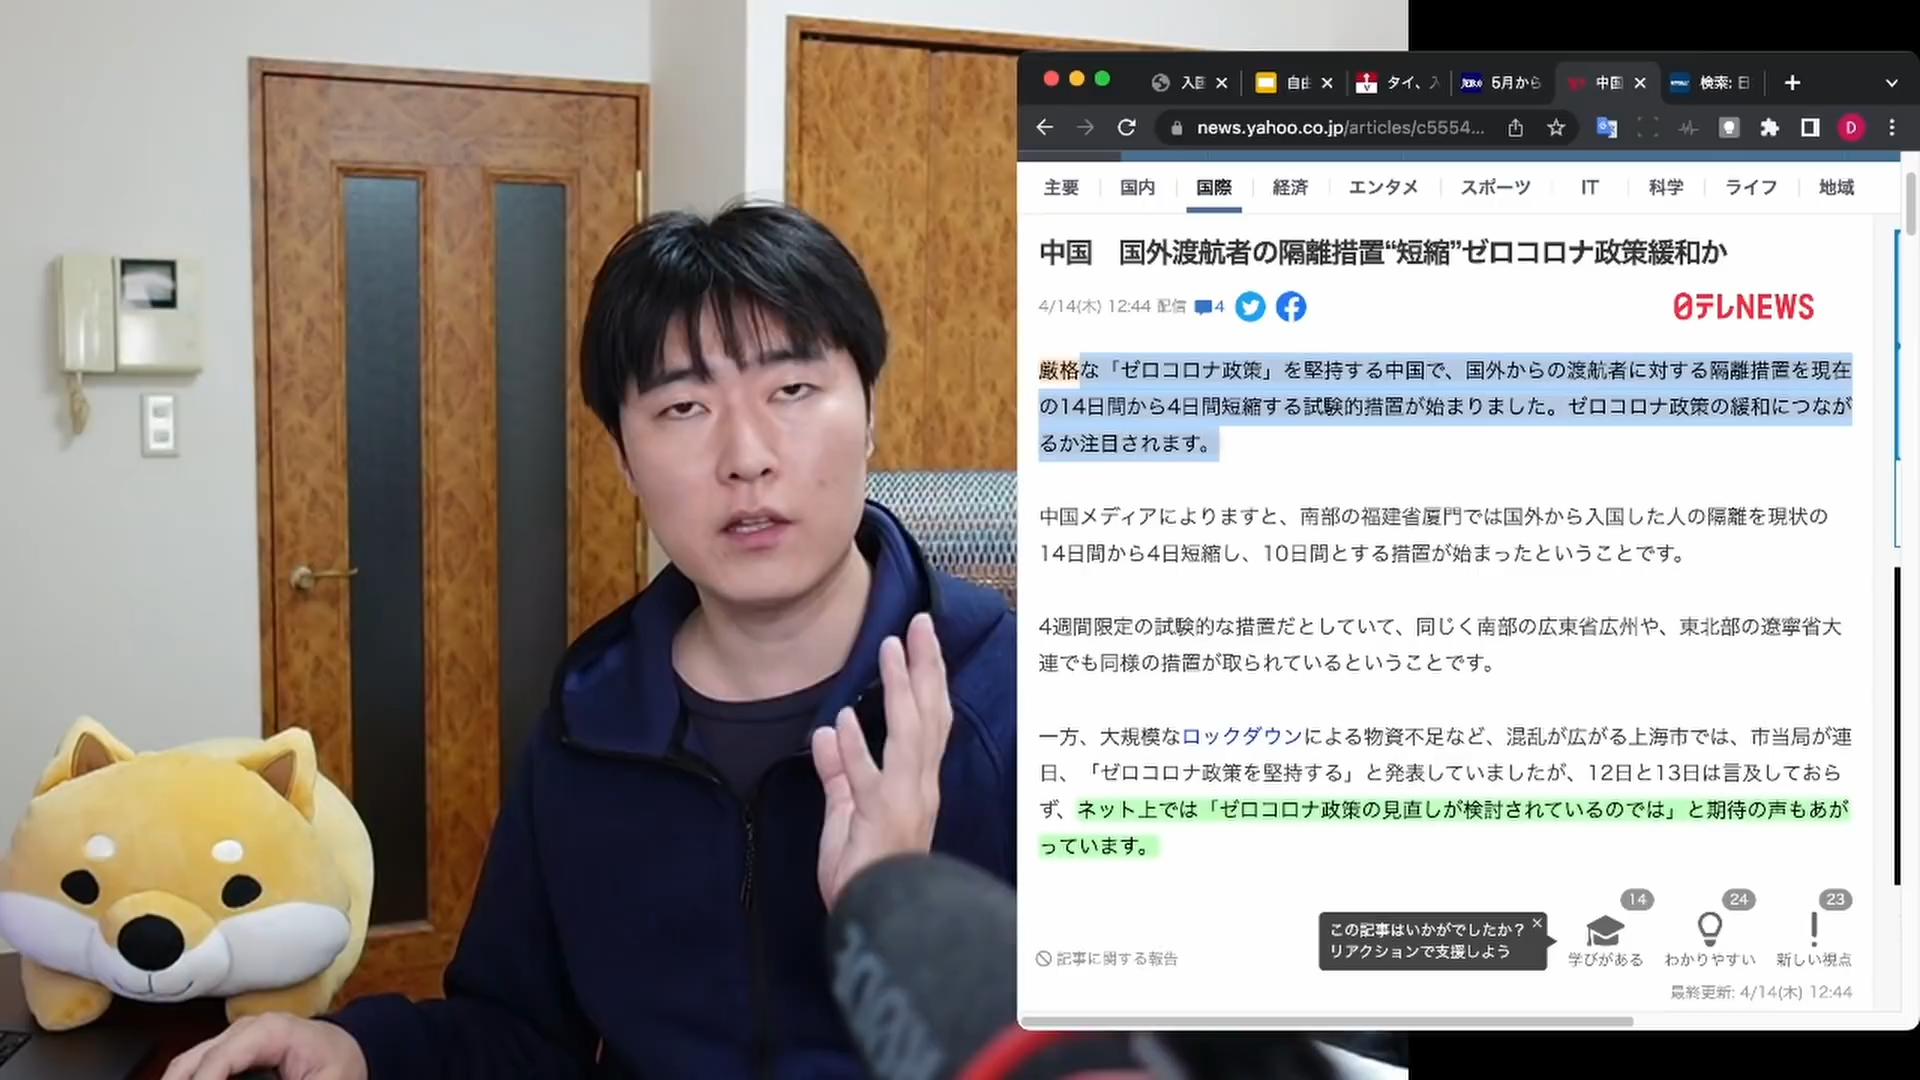 入国
自由
タイ、入
5月から
中国
検索: 日
news.yahoo.co.jp/articles/c5554...
D
主要 国内 国際 経済 エンタメ スポーツ IT 科学 ライフ 地域
中国 国外渡航者の隔離措置“短縮”ゼロコロナ政策緩和か
4/14(木) 12:44 配信 4
日テレNEWS
厳格な「ゼロコロナ政策」を堅持する中国で、国外からの渡航者に対する隔離措置を現在
の14日間から4日間短縮する試験的措置が始まりました。ゼロコロナ政策の緩和につなが
るか注目されます。
中国メディアによりますと、南部の福建省厦門では国外から入国した人の隔離を現状の
14日間から4日短縮し、10日間とする措置が始まったということです。
4週間限定の試験的な措置だとしていて、同じく南部の広東省広州や、東北部の遼寧省大
連でも同様の措置が取られているということです。
一方、大規模なロックダウンによる物資不足など、混乱が広がる上海市では、市当局が連
日、「ゼロコロナ政策を堅持する」と発表していましたが、12日と13日は言及しておら
ず、ネット上では「ゼロコロナ政策の見直しが検討されているのでは」と期待の声もあが
っています。
14
24
23
この記事はいかがでしたか？
リアクションで支援しよう
学びがある
わかりやすい
新しい視点
記事に関する報告
最終更新: 4/14(木) 12:44